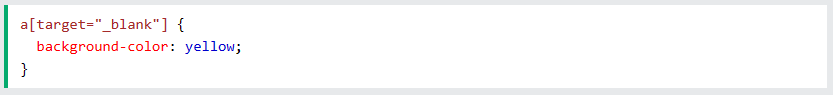 a[target="_blank"] {
  background-color: yellow;
}